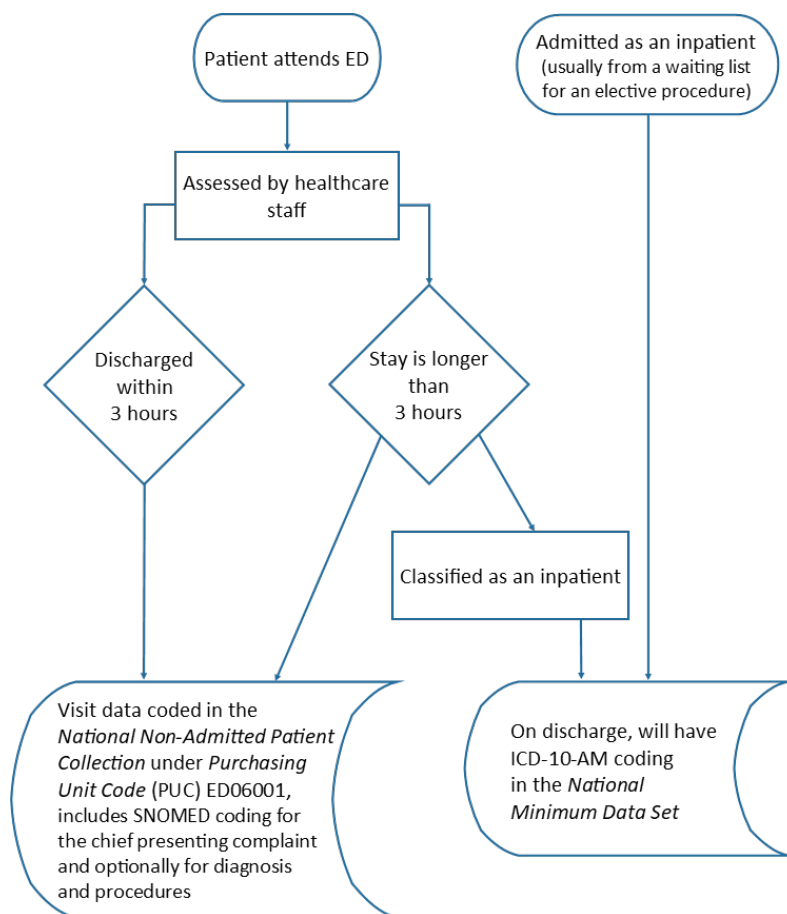 Patient attends ED
Admitted as an inpatient
(usually from a waiting list
for an elective procedure)
Assessed by healthcare
staff
Discharged
within
3 hours
Stay is longer
than
3 hours
Classified as an inpatient
Visit data coded in the
National Non-Admitted Patient
Collection under Purchasing
Unit Code (PUC) ED06001,
includes SNOMED coding for
the chief presenting complaint
and optionally for diagnosis
and procedures
On discharge, will have
ICD-10-AM coding
in the National
Minimum Data Set